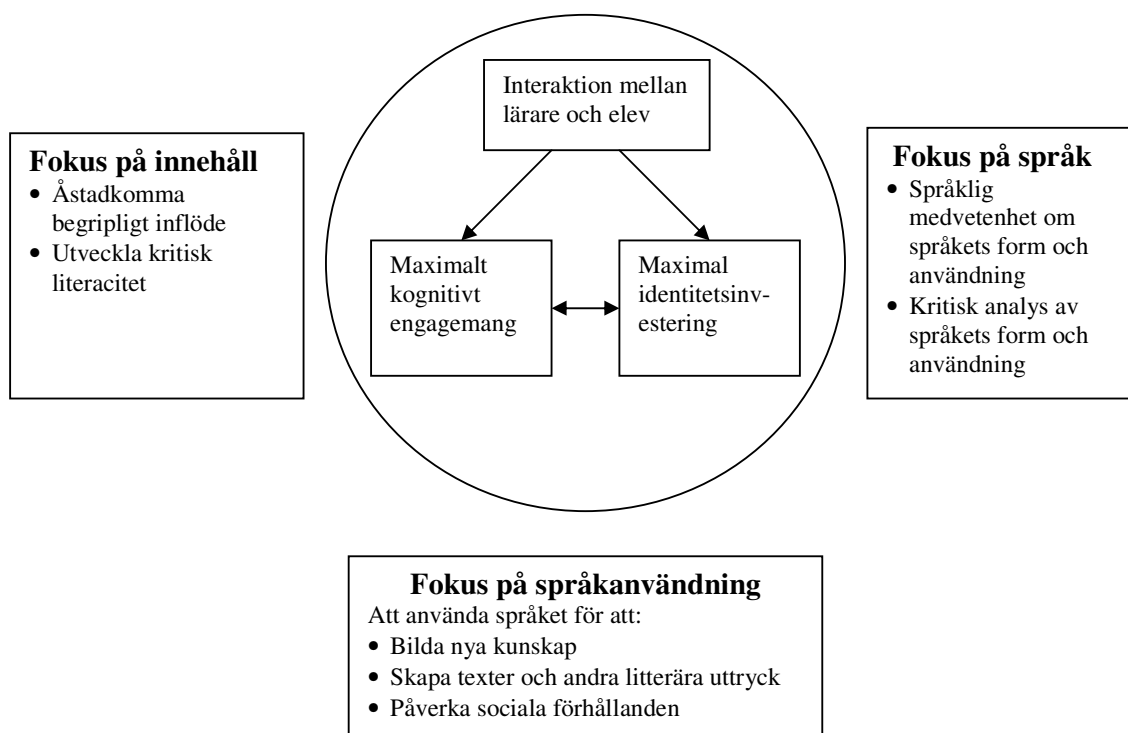 Interaktion mellan
lärare och elev
Fokus på innehåll
• Åstadkomma
begripligt inflöde
• Utveckla kritisk
literacitet
Maximalt
kognitivt
engagemang
Maximal
identitetsinv-
estering
Fokus på språk
• Språklig
medvetenhet om
språkets form och
användning
• Kritisk analys av
språkets form och
användning
Fokus på språkanvändning
Att använda språket för att:
• Bilda nya kunskap
• Skapa texter och andra litterära uttryck
• Påverka sociala förhållanden